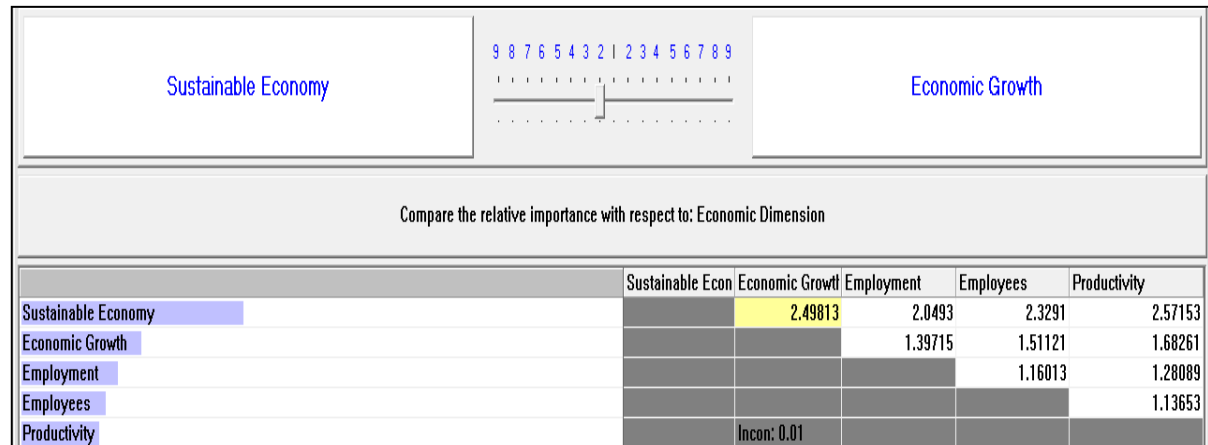 9 8 7 6 5 4 3 2 | 2 3 4 5 6 7 8 9
Sustainable Economy
Economic Growth
Compare the relative importance with respect to: Economic Dimension
Sustainable Econ Economic Growtl Employment Employees Productivity
Sustainable Economy 2.49813 2.0493 2.3291 2.57153
Economic Growth 1.39715 1.51121 1.68261
Employment 1.16013 1.28089
Employees 1.13653
Productivity Incon: 0.01